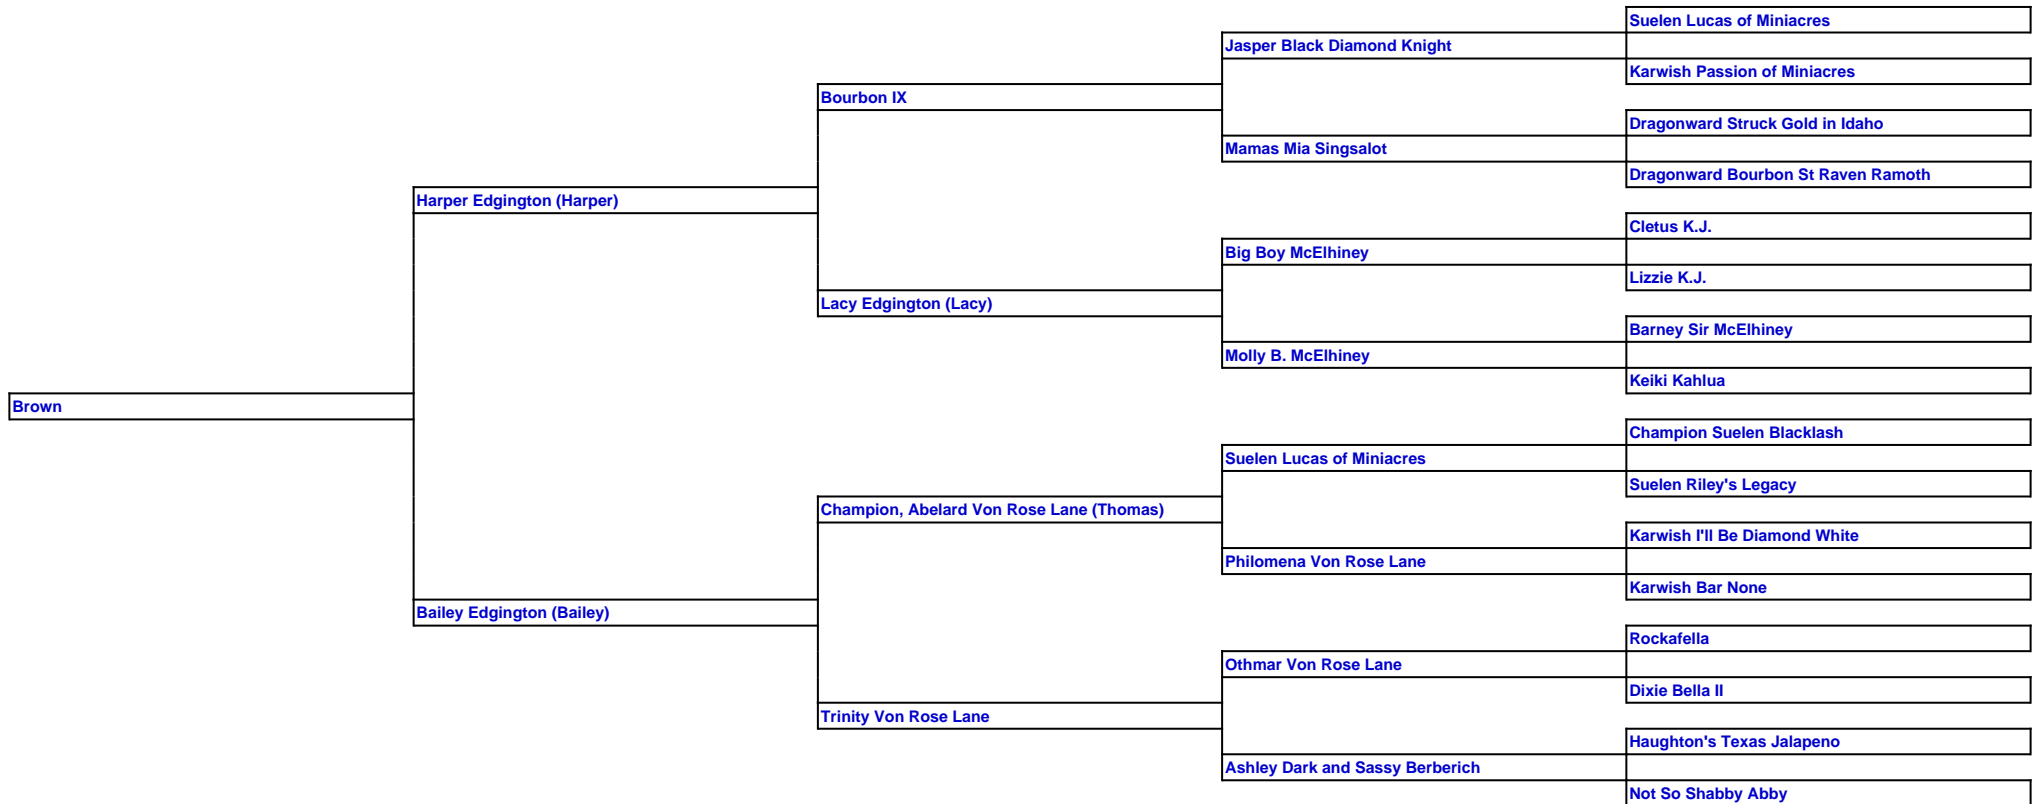 Suelen Lucas of Miniacres
Jasper Black Diamond Knight
Karwish Passion of Miniacres
Bourbon IX
Dragonward Struck Gold in Idaho
Mamas Mia Singsalot
Dragonward Bourbon St Raven Ramoth
Harper Edgington (Harper)
Cletus K.J.
Big Boy McElhiney
Lizzie K.J.
Lacy Edgington (Lacy)
Barney Sir McElhiney
Molly B. McElhiney
Keiki Kahlua
Brown
Champion Suelen Blacklash
Suelen Lucas of Miniacres
Suelen Riley's Legacy
Champion, Abelard Von Rose Lane (Thomas)
Karwish I'll Be Diamond White
Philomena Von Rose Lane
Karwish Bar None
Bailey Edgington (Bailey)
Rockafella
Othmar Von Rose Lane
Dixie Bella II
Trinity Von Rose Lane
Haughton's Texas Jalapeno
Ashley Dark and Sassy Berberich
Not So Shabby Abby